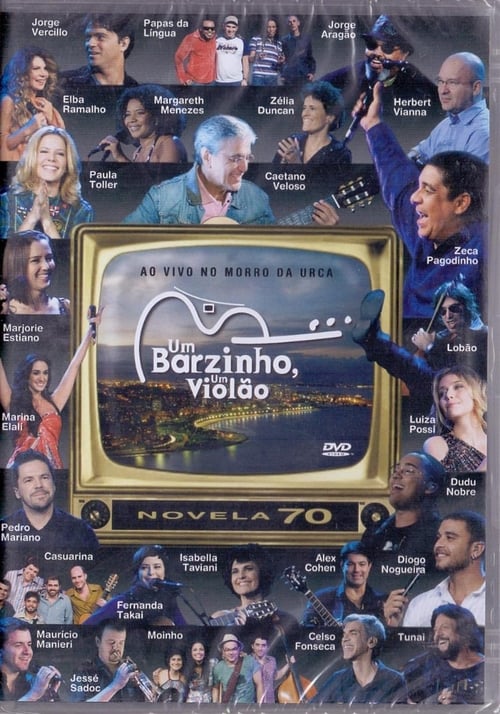 Jorge
Vercillo
Papas da
Língua
Jorge
Aragão
Elba
Ramalho
Margareth
Menezes
Zélia
Duncan
Herbert
Vianna
Paula
Toller
Caetano
Veloso
Zeca
Pagodinho
AO VIVO NO MORRO DA URCA
Um
Barzinho,
Um
Violão
DVD
VIDEO
NOVELA 70
Marjorie
Estiano
Lobão
Marina
Elali
Luiza
Possi
Dudu
Nobre
Pedro
Mariano
Casuarina
Isabella
Taviani
Alex
Cohen
Diogo
Nogueira
Fernanda
Takai
Maurício
Manieri
Moinho
Celso
Fonseca
Tunai
Jessé
Sadoc